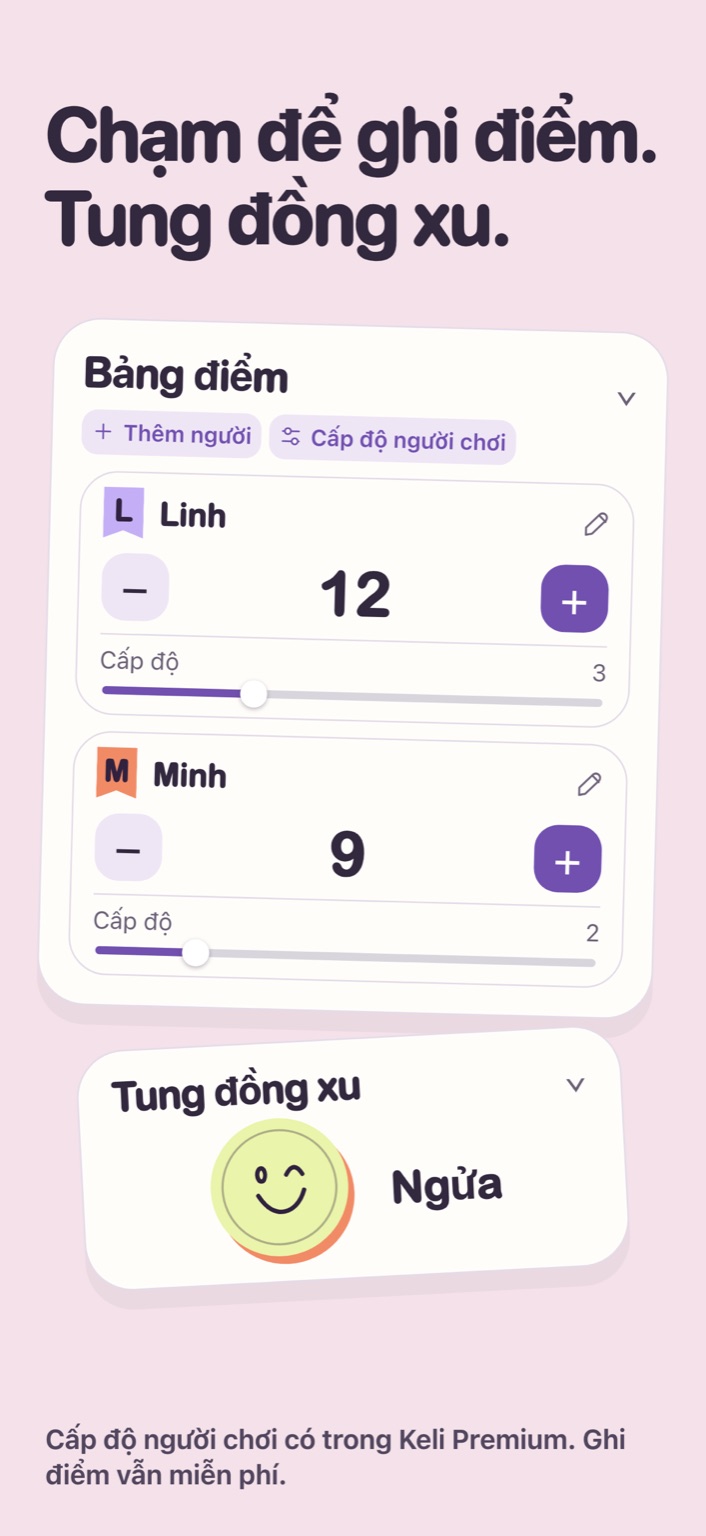 Chạm để ghi điểm.
Tung đồng xu.
Bảng điểm
+ Thêm người
Cấp độ người chơi
L Linh
− 12 +
Cấp độ 3
M Minh
− 9 +
Cấp độ 2
Tung đồng xu
Ngửa
Cấp độ người chơi có trong Keli Premium. Ghi
điểm vẫn miễn phí.